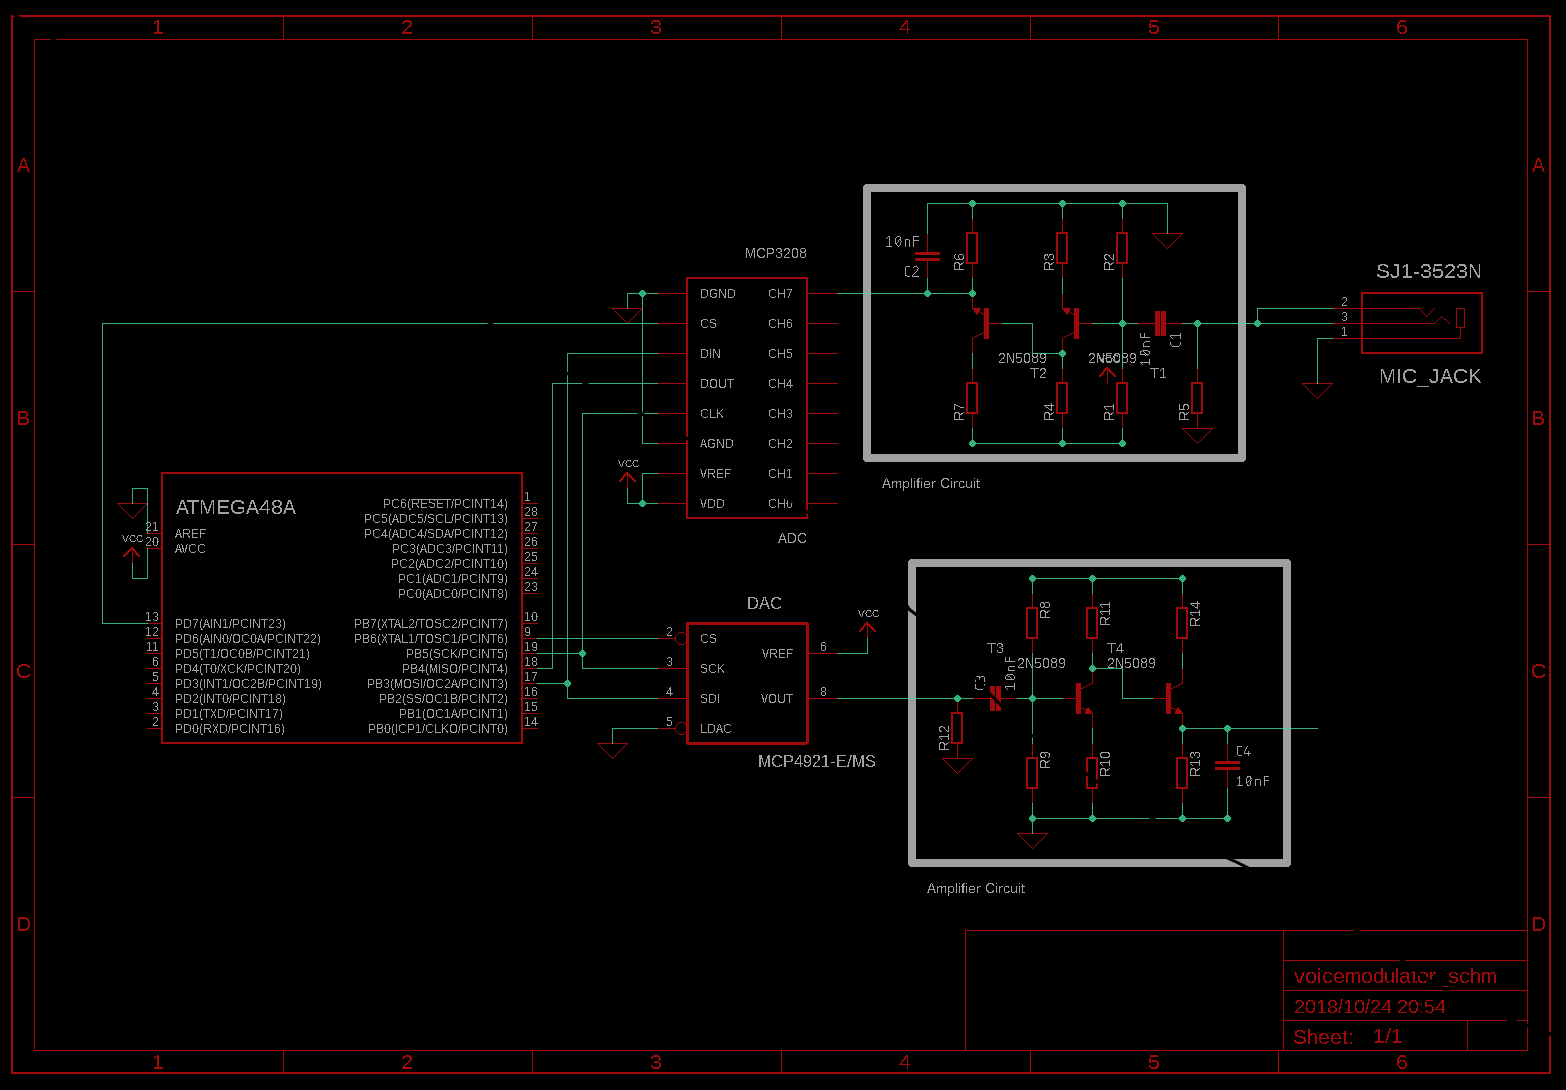 1 2 3 4 5 6
A A
B B
C C
D D
1 2 3 4 5 6
MCP3208
DGND CH7
CS CH6
DIN CH5
DOUT CH4
CLK CH3
AGND CH2
VREF CH1
VDD CH0
ADC
VCC
10nF
C2
R6
R3
R2
2N5089
T2
2N5089
T1
VCC
10nF
C1
R7
R4
R1
R5
Amplifier Circuit
SJ1-3523N
2
3
1
MIC_JACK
ATMEGA48A
21 AREF
20 AVCC
VCC
PC6(RESET/PCINT14) 1
PC5(ADC5/SCL/PCINT13) 28
PC4(ADC4/SDA/PCINT12) 27
PC3(ADC3/PCINT11) 26
PC2(ADC2/PCINT10) 25
PC1(ADC1/PCINT9) 24
PC0(ADC0/PCINT8) 23
13 PD7(AIN1/PCINT23) PB7(XTAL2/TOSC2/PCINT7) 10
12 PD6(AIN0/OC0A/PCINT22) PB6(XTAL1/TOSC1/PCINT6) 9
11 PD5(T1/OC0B/PCINT21) PB5(SCK/PCINT5) 19
6 PD4(T0/XCK/PCINT20) PB4(MISO/PCINT4) 18
5 PD3(INT1/OC2B/PCINT19) PB3(MOSI/OC2A/PCINT3) 17
4 PD2(INT0/PCINT18) PB2(SS/OC1B/PCINT2) 16
3 PD1(TXD/PCINT17) PB1(OC1A/PCINT1) 15
2 PD0(RXD/PCINT16) PB0(ICP1/CLKO/PCINT0) 14
DAC
2 CS
3 SCK
4 SDI
5 LDAC
VREF 6
VOUT 8
VCC
MCP4921-E/MS
R8
R11
R14
T3
2N5089
T4
2N5089
C3
10nF
R12
R9
R10
R13
C4
10nF
Amplifier Circuit
voicemodulator_schm
2018/10/24 20:54
Sheet: 1/1